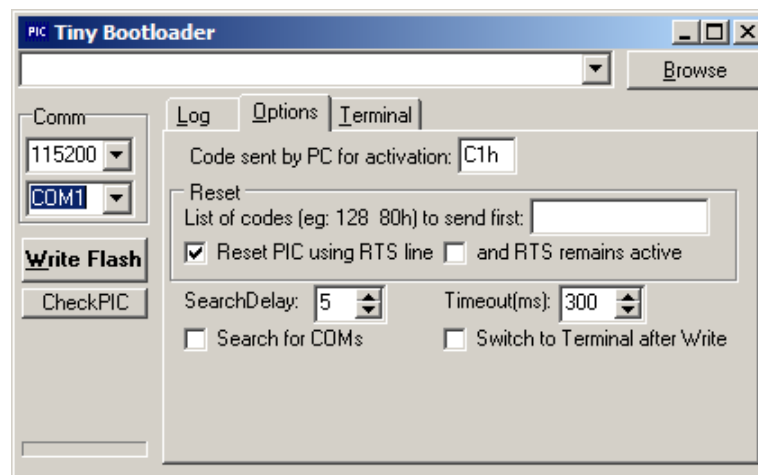 PIC Tiny Bootloader
Browse
Comm
115200
COM1
Write Flash
CheckPIC
Log Options Terminal
Code sent by PC for activation: C1h
Reset
List of codes (eg: 128 80h) to send first:
Reset PIC using RTS line and RTS remains active
SearchDelay: 5 Timeout(ms): 300
Search for COMs Switch to Terminal after Write